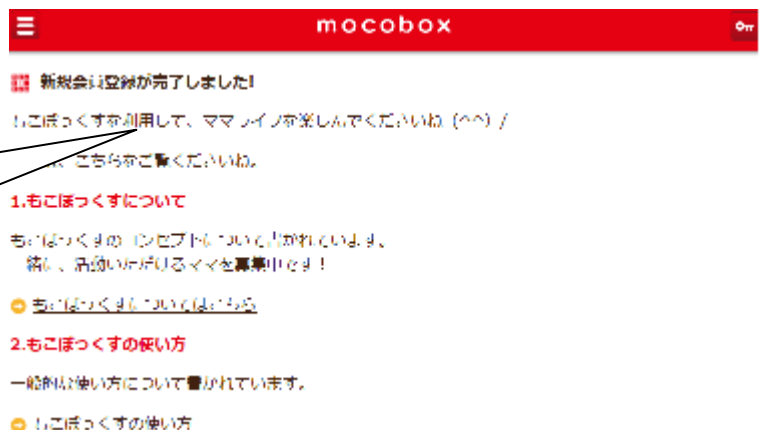 mocobox
新規会員登録が完了しました!
もこぼっくすを利用して、ママライフを楽しんでくださいね (^^) /
、こちらをご覧くださいね。
1.もこぼっくすについて
もこぼっくすのコンセプトについて書かれています。
一緒に、活動いただけるママを募集中です!
もこぼっくすについてはこちら
2.もこぼっくすの使い方
一般的な使い方について書かれています。
もこぼっくすの使い方